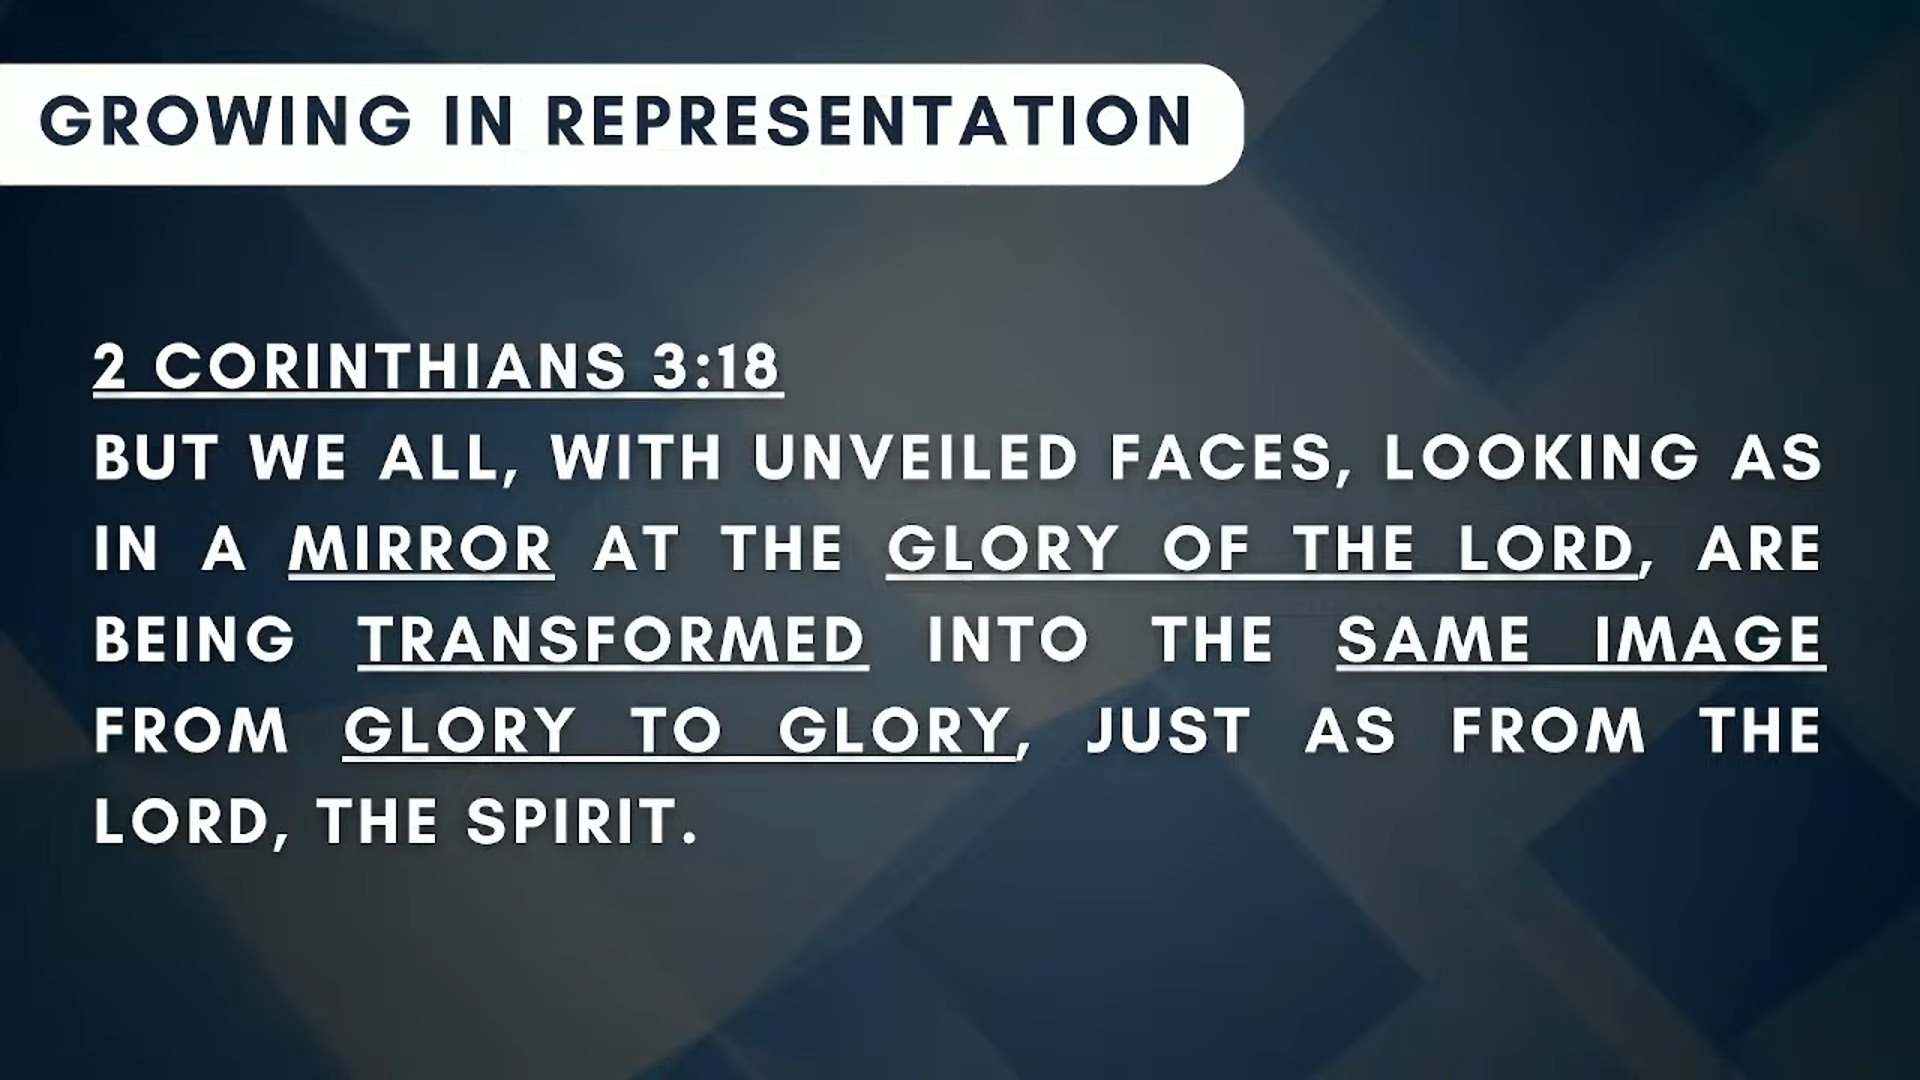 GROWING IN REPRESENTATION
2 CORINTHIANS 3:18
BUT WE ALL, WITH UNVEILED FACES, LOOKING AS
IN A MIRROR AT THE GLORY OF THE LORD, ARE
BEING TRANSFORMED INTO THE SAME IMAGE
FROM GLORY TO GLORY, JUST AS FROM THE
LORD, THE SPIRIT.